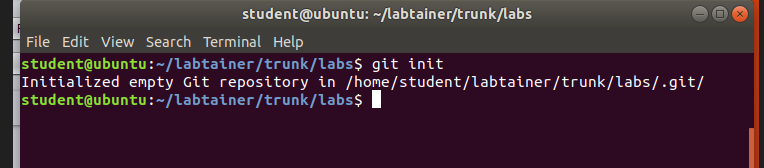 student@ubuntu: ~/labtainer/trunk/labs
File Edit View Search Terminal Help
student@ubuntu:~/labtainer/trunk/labs$ git init
Initialized empty Git repository in /home/student/labtainer/trunk/labs/.git/
student@ubuntu:~/labtainer/trunk/labs$